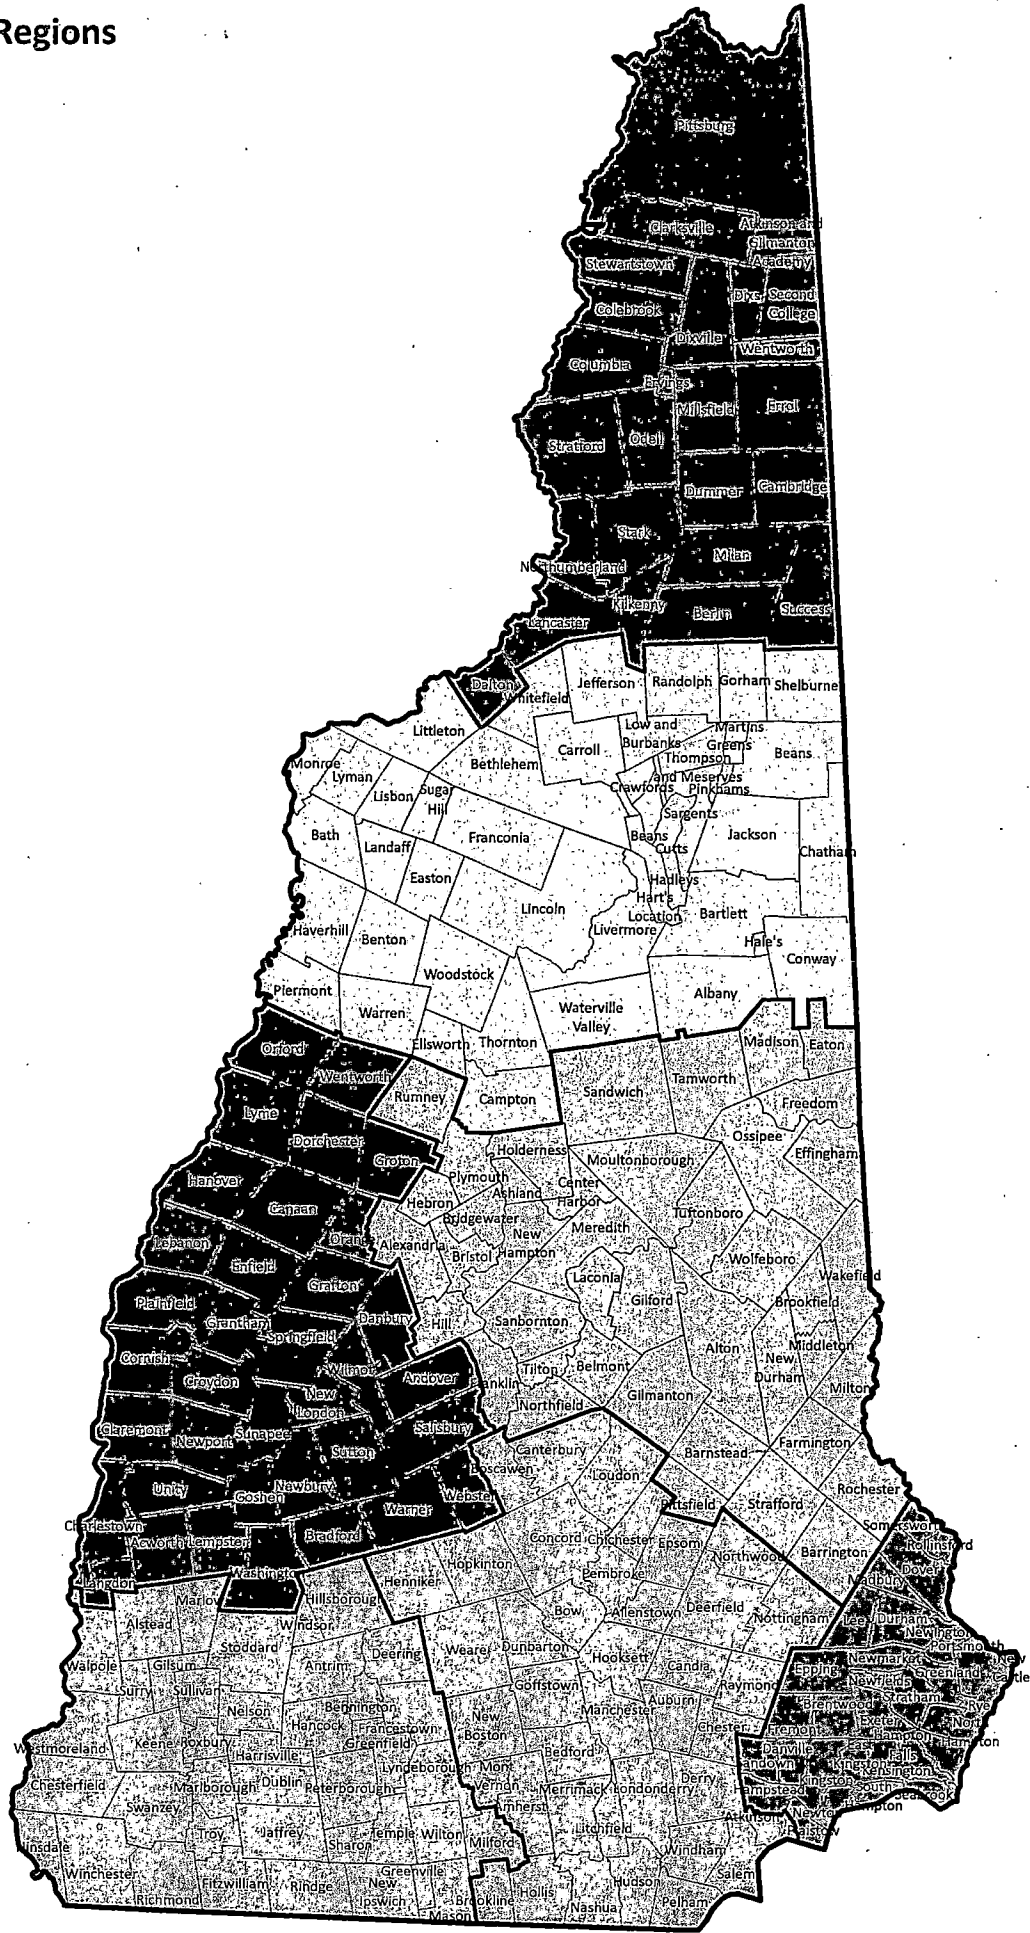 Regions
Pittsburg
Clarksville
Atkinson and
Gilmanton
Academy
Stewartstown
Dixs
Second
College
Colebrook
Dixville
Wentworth
Columbia
Ervings
Millsfield
Errol
Stratford
Odell
Dummer
Cambridge
Stark
Milan
Northumberland
Kilkenny
Berlin
Success
Lancaster
Dalton
Whitefield
Jefferson
Randolph
Gorham
Shelburne
Littleton
Low and
Burbanks
Martins
Greens
Carroll
Bethlehem
Thompson
and Meserves
Beans
Monroe
Lyman
Lisbon
Sugar
Hill
Crawfords
Pinkhams
Sargents
Bath
Landaff
Franconia
Beans
Cutts
Jackson
Chatham
Easton
Hadleys
Lincoln
Hart's
Location
Bartlett
Livermore
Haverhill
Benton
Hale's
Conway
Woodstock
Piermont
Albany
Warren
Waterville
Valley
Ellsworth
Thornton
Madison
Eaton
Orford
Wentworth
Rumney
Campton
Sandwich
Tamworth
Freedom
Lyme
Dorchester
Ossipee
Effingham
Groton
Holderness
Moultonborough
Hanover
Plymouth
Ashland
Center
Harbor
Canaan
Hebron
Bridgewater
Tuftonboro
Meredith
New
Hampton
Lebanon
Orange
Alexandria
Bristol
Enfield
Wolfeboro
Grafton
Laconia
Wakefield
Plainfield
Danbury
Gilford
Brookfield
Grantham
Springfield
Hill
Sanbornton
Cornish
Wilmot
Alton
Middleton
New
Durham
Croydon
Andover
Tilton
Belmont
Milton
New
London
Northfield
Gilmanton
Claremont
Newport
Sunapee
Salisbury
Sutton
Canterbury
Barnstead
Farmington
Unity
Goshen
Newbury
Loudon
Rochester
Webster
Warner
Pittsfield
Strafford
Charlestown
Acworth
Lempster
Bradford
Concord
Chichester
Epsom
Northwood
Barrington
Rollinsford
Dover
Langdon
Washington
Hopkinton
Pembroke
Henniker
Marlow
Hillsborough
Bow
Allenstown
Deerfield
Nottingham
Lee
Durham
Newington
Alstead
Windsor
Stoddard
Deering
Weare
Dunbarton
Hooksett
Portsmouth
New
Castle
Walpole
Gilsum
Antrim
Candia
Epping
Newmarket
Greenland
Surry
Sullivan
Goffstown
Raymond
Newfields
Stratham
Nelson
Bennington
Auburn
Brentwood
Hancock
Francestown
New
Boston
Manchester
Chester
Fremont
Westmoreland
Keene
Roxbury
Harrisville
Greenfield
Bedford
Danville
Lyndeborough
Mont
Vernon
Chesterfield
Marlborough
Dublin
Peterborough
Merrimack
Londonderry
Derry
Swanzey
Amherst
Seabrook
Troy
Jaffrey
Sharon
Temple
Wilton
Milford
Litchfield
Windham
Winchester
Fitzwilliam
Rindge
Greenville
New
Ipswich
Salem
Richmond
Mason
Brookline
Hollis
Nashua
Hudson
Pelham